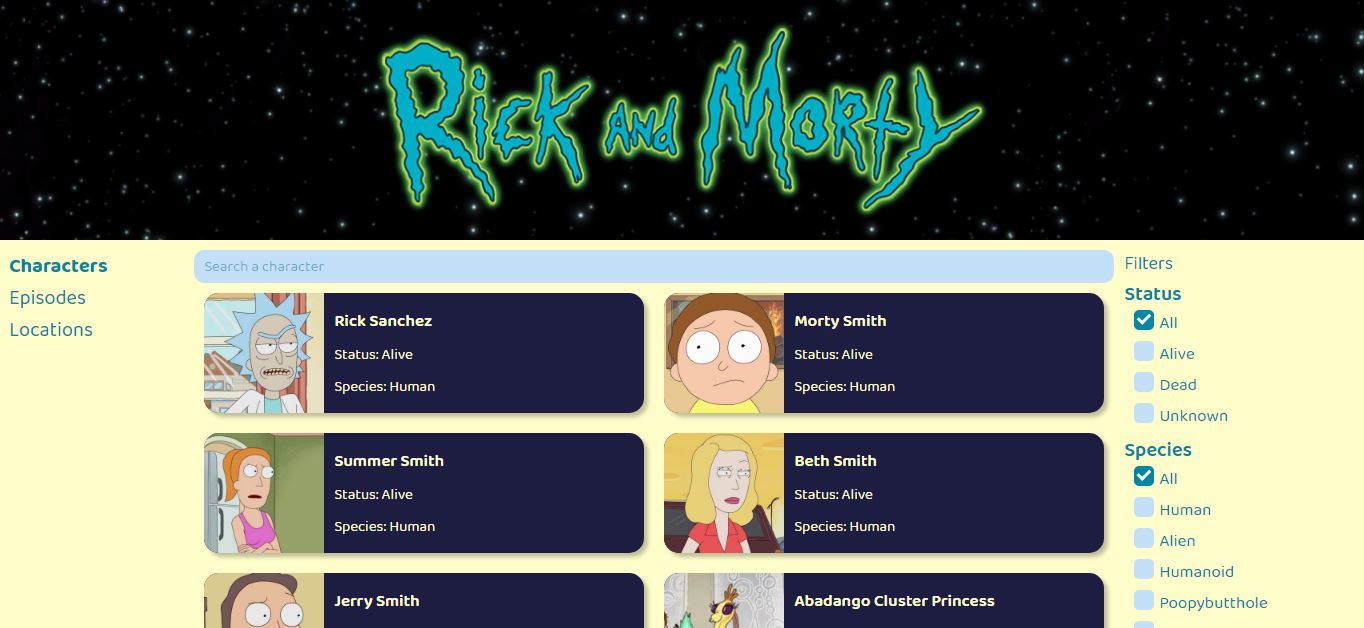 Rick and Morty
Characters
Episodes
Locations
Search a character
Rick Sanchez
Status: Alive
Species: Human
Morty Smith
Status: Alive
Species: Human
Summer Smith
Status: Alive
Species: Human
Beth Smith
Status: Alive
Species: Human
Jerry Smith
Abadango Cluster Princess
Filters
Status
All
Alive
Dead
Unknown
Species
All
Human
Alien
Humanoid
Poopybutthole